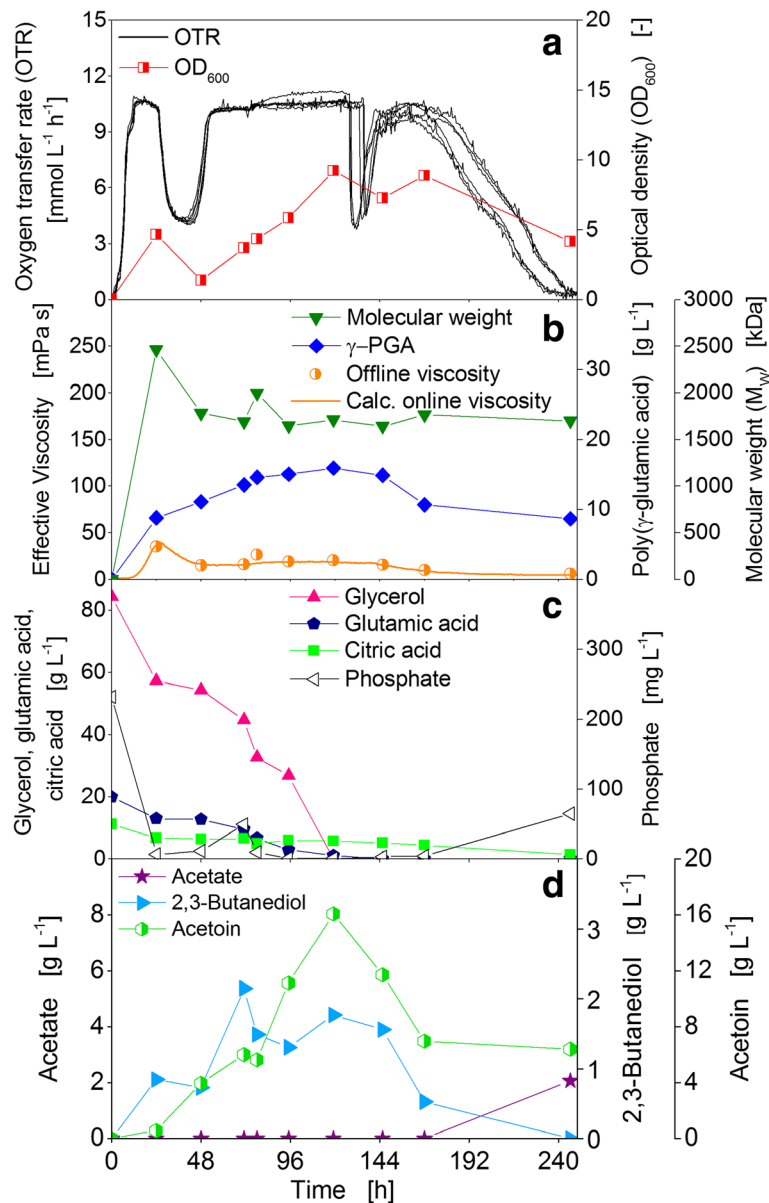 Oxygen transfer rate (OTR)
[mmol L⁻¹ h⁻¹]
15
12
9
6
3
0
OTR
OD₆₀₀
a
20
15
10
5
0
Optical density (OD₆₀₀) [-]
Effective Viscosity [mPa s]
250
200
150
100
50
0
b
Molecular weight
γ–PGA
Offline viscosity
Calc. online viscosity
30
20
10
0
Poly(γ-glutamic acid) [g L⁻¹]
3000
2500
2000
1500
1000
500
0
Molecular weight (M_W) [kDa]
Glycerol, glutamic acid,
citric acid [g L⁻¹]
80
60
40
20
0
Glycerol
Glutamic acid
Citric acid
Phosphate
c
300
200
100
0
Phosphate [mg L⁻¹]
Acetate [g L⁻¹]
8
6
4
2
0
Acetate
2,3-Butanediol
Acetoin
d
3
2
1
0
2,3-Butanediol [g L⁻¹]
20
16
12
8
4
0
Acetoin [g L⁻¹]
0 48 96 144 192 240
Time [h]